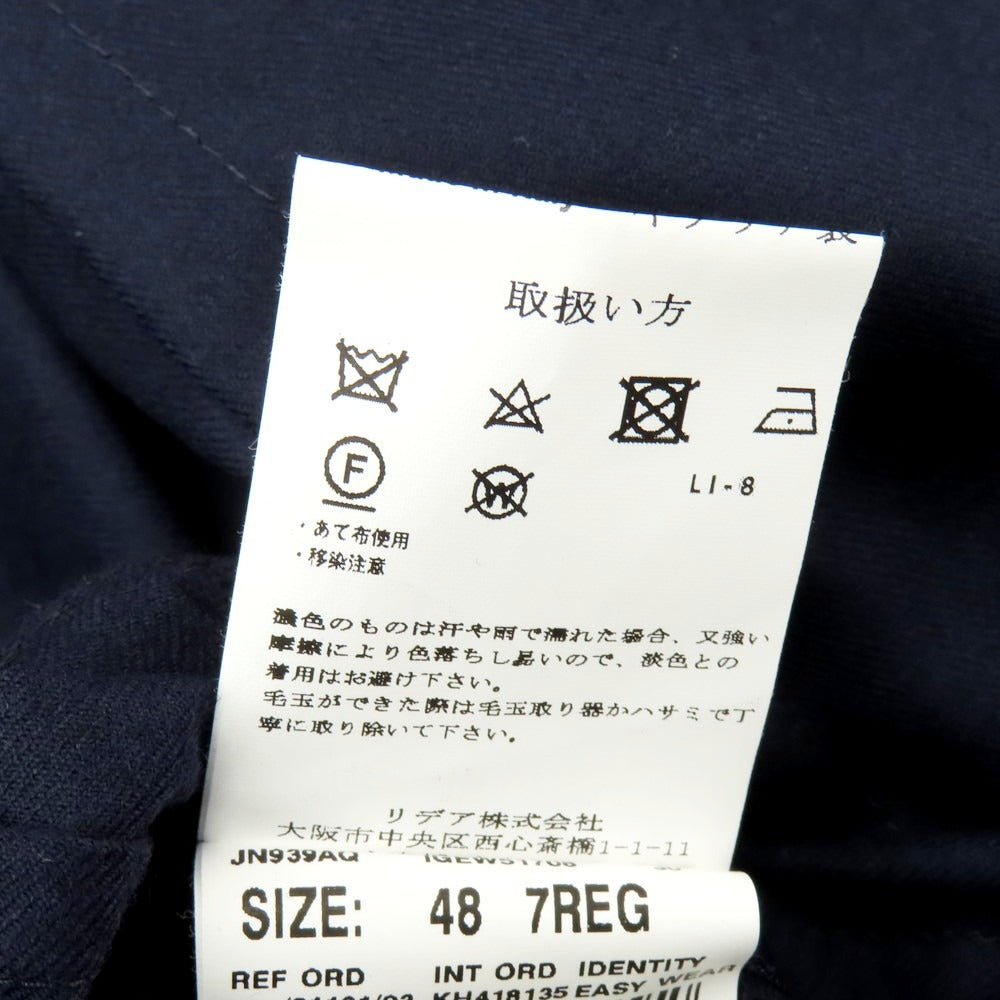 取扱い方
F
W
LI-8
・あて布使用
・移染注意
濃色のものは汗や雨で濡れた場合、又強い
摩擦により色落ちし易いので、淡色との
着用はお避け下さい。
毛玉ができた際は毛玉取り器かハサミで丁
寧に取り除いて下さい。
リデア株式会社
大阪市中央区西心斎橋1-1-11
JN939AQ
SIZE: 48 7REG
REF ORD INT ORD IDENTITY
KH418135 EASY WEAR